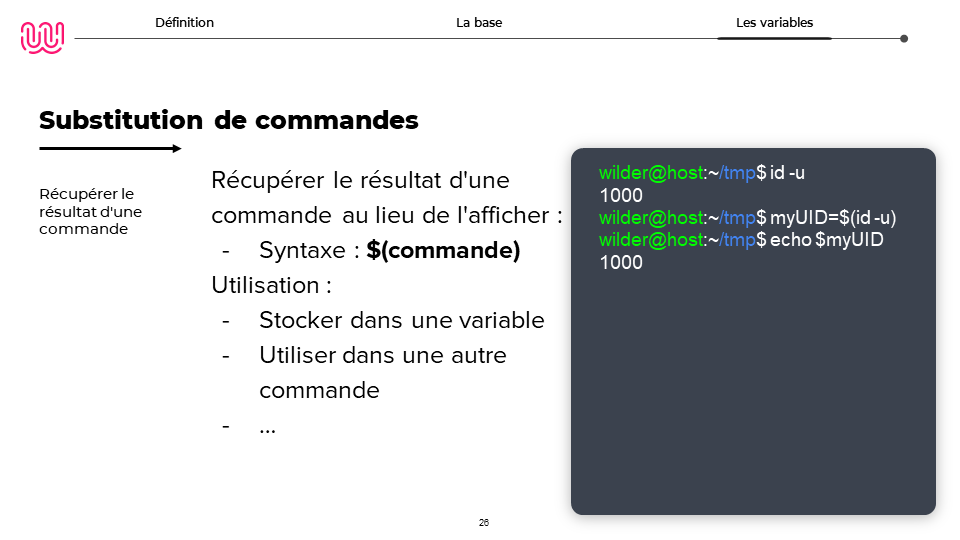 Définition
La base
Les variables
Substitution de commandes
Récupérer le
résultat d'une
commande
Récupérer le résultat d'une
commande au lieu de l'afficher :
- Syntaxe : $(commande)
Utilisation :
- Stocker dans une variable
- Utiliser dans une autre
commande
- ...
wilder@host:~/tmp$ id -u
1000
wilder@host:~/tmp$ myUID=$(id -u)
wilder@host:~/tmp$ echo $myUID
1000
26